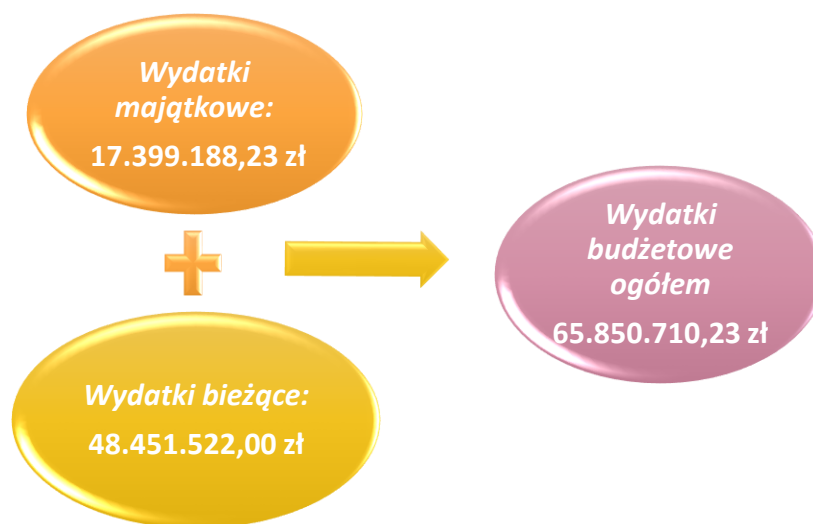 Wydatki
majątkowe:
17.399.188,23 zł
Wydatki bieżące:
48.451.522,00 zł
Wydatki
budżetowe
ogółem
65.850.710,23 zł